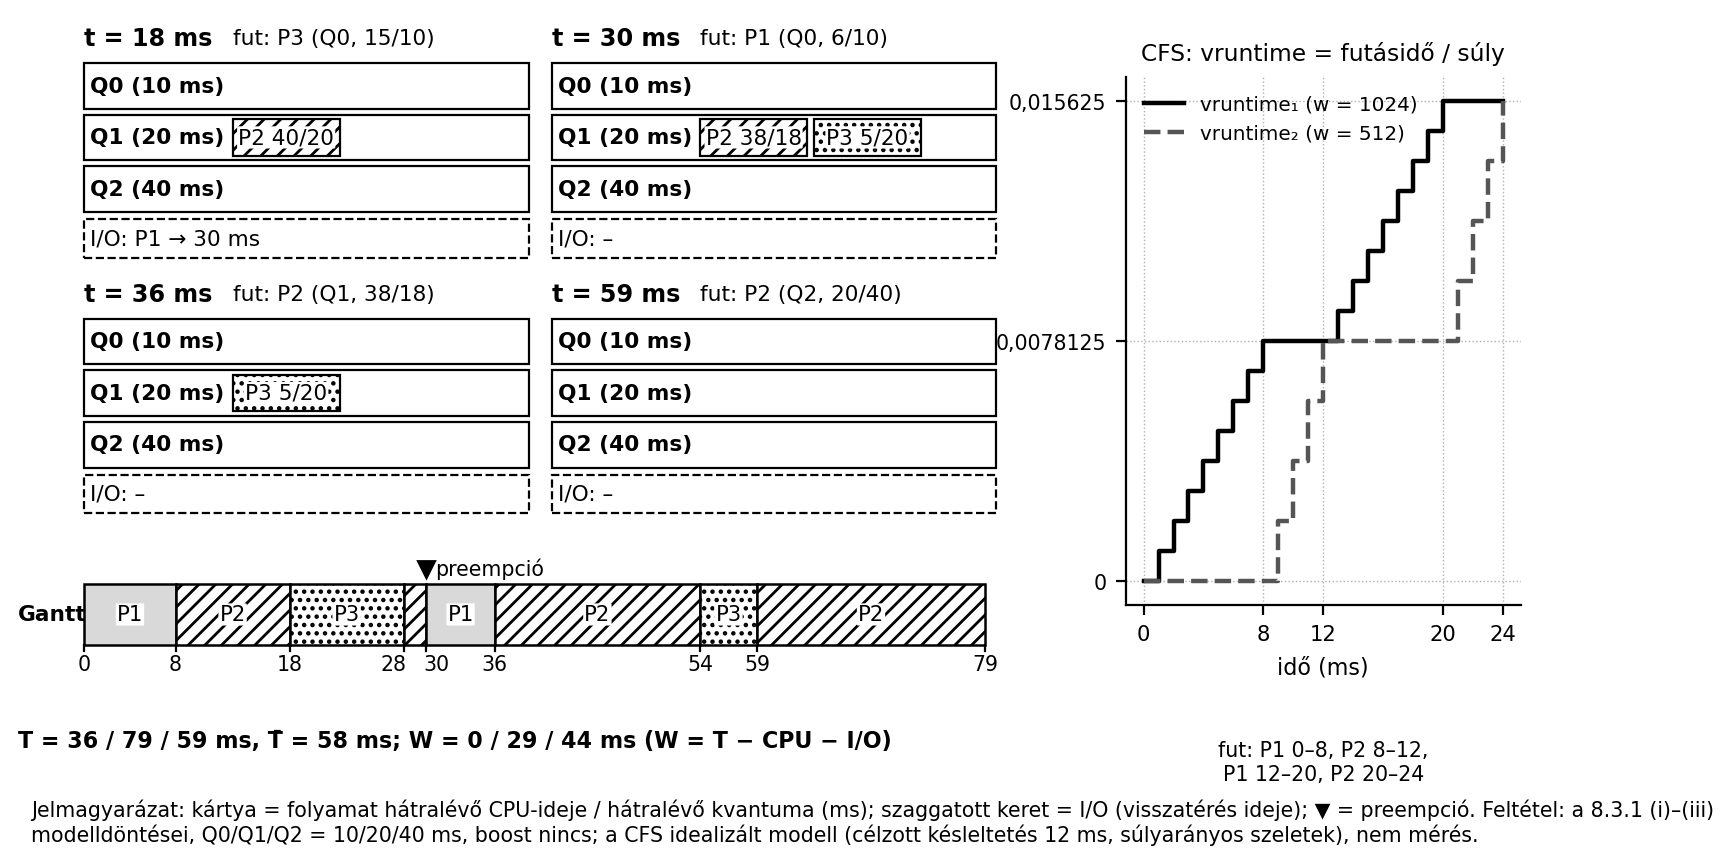 t = 18 ms fut: P3 (Q0, 15/10)
Q0 (10 ms)
Q1 (20 ms) P2 40/20
Q2 (40 ms)
I/O: P1 → 30 ms
t = 30 ms fut: P1 (Q0, 6/10)
Q0 (10 ms)
Q1 (20 ms) P2 38/18 P3 5/20
Q2 (40 ms)
I/O: –
t = 36 ms fut: P2 (Q1, 38/18)
Q0 (10 ms)
Q1 (20 ms) P3 5/20
Q2 (40 ms)
I/O: –
t = 59 ms fut: P2 (Q2, 20/40)
Q0 (10 ms)
Q1 (20 ms)
Q2 (40 ms)
I/O: –
▼preempció
Gantt P1 P2 P3 P1 P2 P3 P2
0 8 18 28 30 36 54 59 79
T = 36 / 79 / 59 ms, T̄ = 58 ms; W = 0 / 29 / 44 ms (W = T − CPU − I/O)
CFS: vruntime = futásidő / súly
vruntime₁ (w = 1024)
vruntime₂ (w = 512)
0,015625
0,0078125
0
0 8 12 20 24
idő (ms)
fut: P1 0–8, P2 8–12,
P1 12–20, P2 20–24
Jelmagyarázat: kártya = folyamat hátralévő CPU-ideje / hátralévő kvantuma (ms); szaggatott keret = I/O (visszatérés ideje); ▼ = preempció. Feltétel: a 8.3.1 (i)–(iii)
modelldöntései, Q0/Q1/Q2 = 10/20/40 ms, boost nincs; a CFS idealizált modell (célzott késleltetés 12 ms, súlyarányos szeletek), nem mérés.